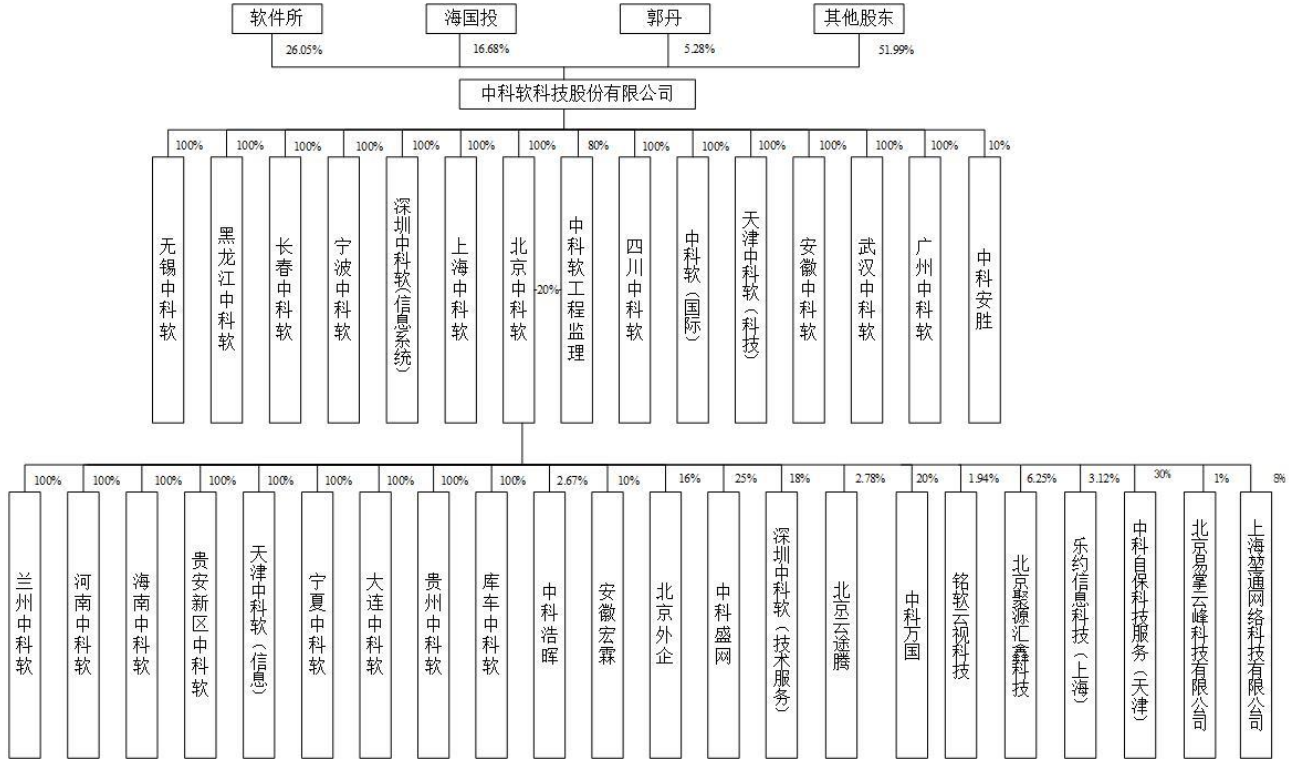 软件所
海国投
郭丹
其他股东
26.05%
16.68%
5.28%
51.99%
中科软科技股份有限公司
100%
100%
100%
100%
100%
100%
100%
80%
100%
100%
100%
100%
100%
100%
10%
无锡中科软
黑龙江中科软
长春中科软
宁波中科软
深圳中科软(信息系统)
上海中科软
北京中科软
20%
中科软工程监理
四川中科软
中科软（国际）
天津中科软（科技）
安徽中科软
武汉中科软
广州中科软
中科安胜
100%
100%
100%
100%
100%
100%
100%
100%
100%
2.67%
10%
16%
25%
18%
2.78%
20%
1.94%
6.25%
3.12%
30%
1%
8%
兰州中科软
河南中科软
海南中科软
贵安新区中科软
天津中科软（信息）
宁夏中科软
大连中科软
贵州中科软
库车中科软
中科浩晖
安徽宏霖
北京外企
中科盛网
深圳中科软（技术服务）
北京云途腾
中科万国
铭软云视科技
北京聚源汇鑫科技
乐约信息科技（上海）
中科自保科技服务（天津）
北京易掌云峰科技有限公司
上海堃通网络科技有限公司